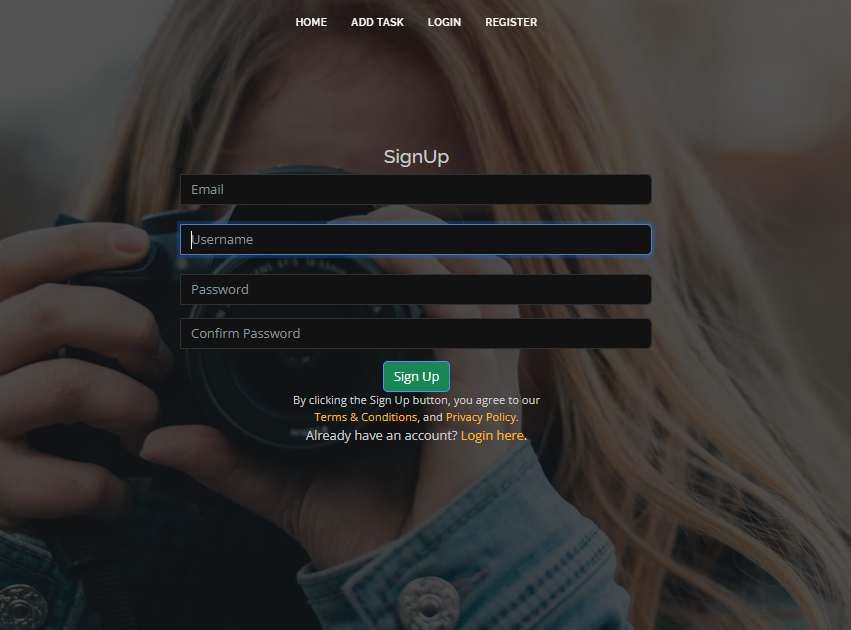 HOME ADD TASK LOGIN REGISTER
SignUp
Email
Username
Password
Confirm Password
Sign Up
By clicking the Sign Up button, you agree to our
Terms & Conditions, and Privacy Policy.
Already have an account? Login here.